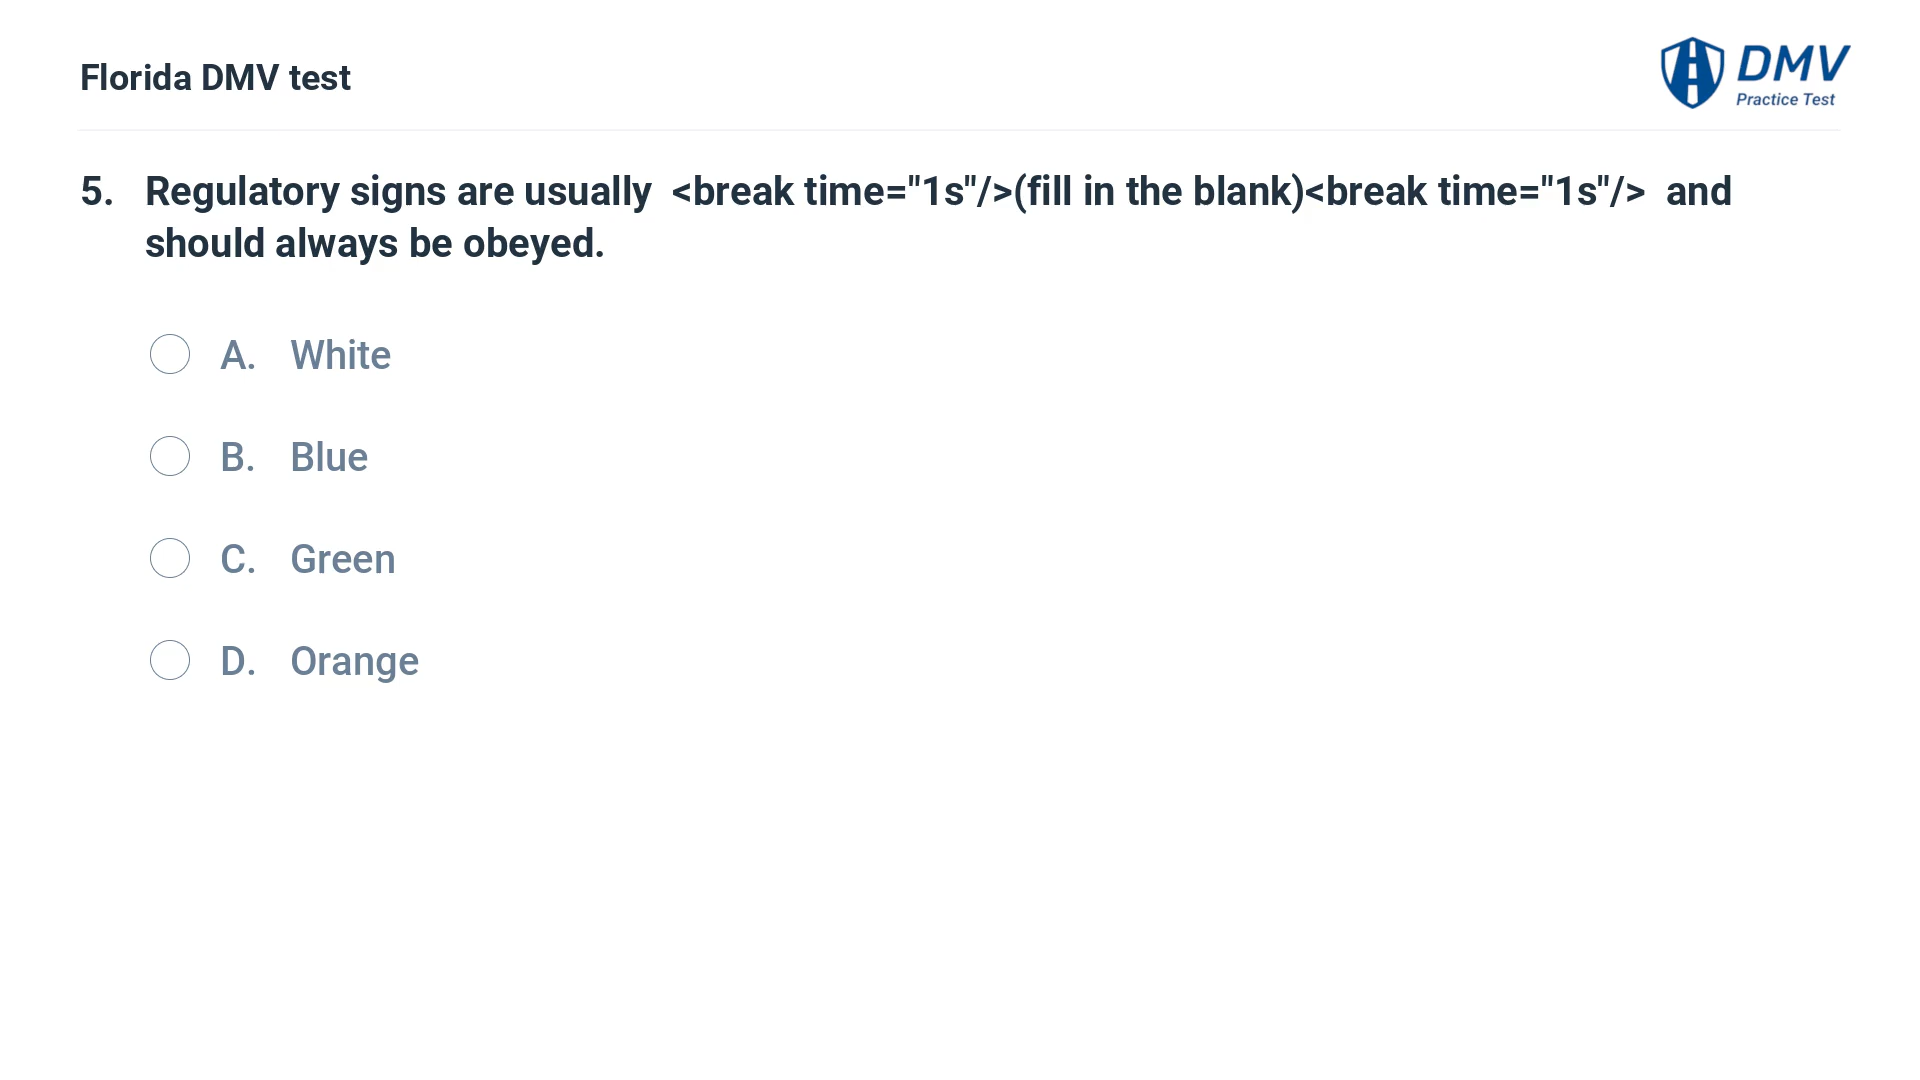 Florida DMV test
DMV
Practice Test
5. Regulatory signs are usually  <break time="1s"/>(fill in the blank)<break time="1s"/>  and
should always be obeyed.
A. White
B. Blue
C. Green
D. Orange